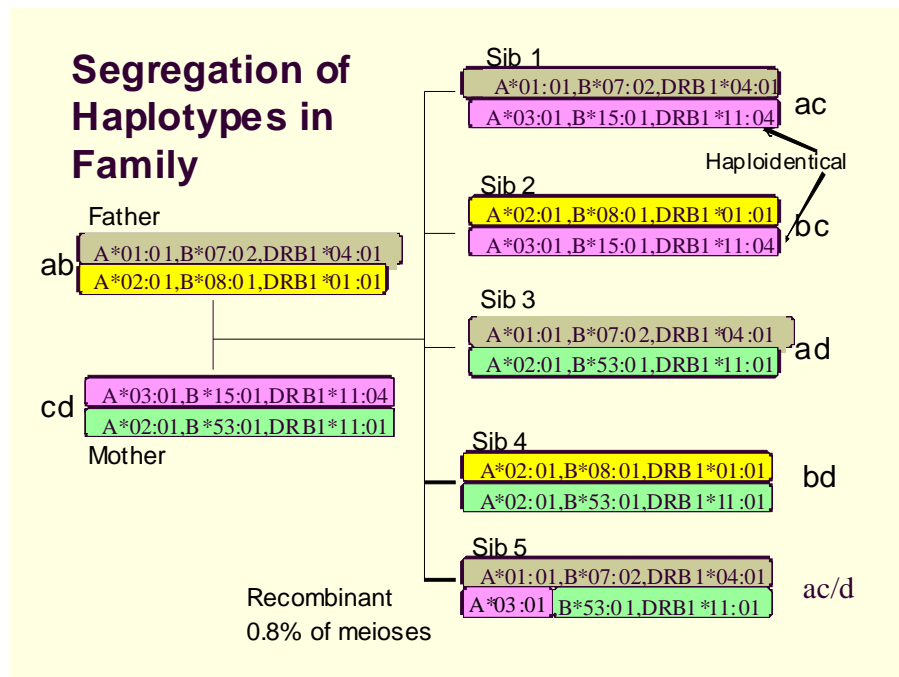 Segregation of
Haplotypes in
Family
Father
ab
A*01:01,B*07:02,DRB1*04:01
A*02:01,B*08:01,DRB1*01:01
cd
A*03:01,B*15:01,DRB1*11:04
A*02:01,B*53:01,DRB1*11:01
Mother
Sib 1
A*01:01,B*07:02,DRB1*04:01
A*03:01,B*15:01,DRB1*11:04
ac
Haploidentical
Sib 2
A*02:01,B*08:01,DRB1*01:01
A*03:01,B*15:01,DRB1*11:04
bc
Sib 3
A*01:01,B*07:02,DRB1*04:01
A*02:01,B*53:01,DRB1*11:01
ad
Sib 4
A*02:01,B*08:01,DRB1*01:01
A*02:01,B*53:01,DRB1*11:01
bd
Sib 5
A*01:01,B*07:02,DRB1*04:01
A*03:01 B*53:01,DRB1*11:01
ac/d
Recombinant
0.8% of meioses